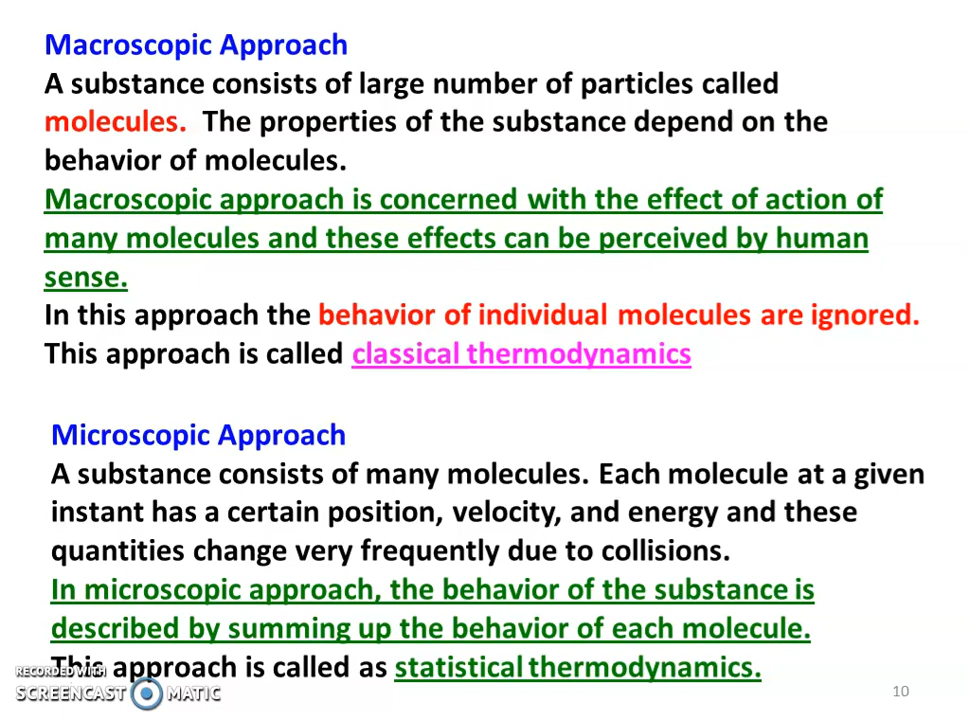 Macroscopic Approach
A substance consists of large number of particles called
molecules. The properties of the substance depend on the
behavior of molecules.
Macroscopic approach is concerned with the effect of action of
many molecules and these effects can be perceived by human
sense.
In this approach the behavior of individual molecules are ignored.
This approach is called classical thermodynamics
Microscopic Approach
A substance consists of many molecules. Each molecule at a given
instant has a certain position, velocity, and energy and these
quantities change very frequently due to collisions.
In microscopic approach, the behavior of the substance is
described by summing up the behavior of each molecule.
This approach is called as statistical thermodynamics.
RECORDED WITH
SCREENCAST MATIC
10